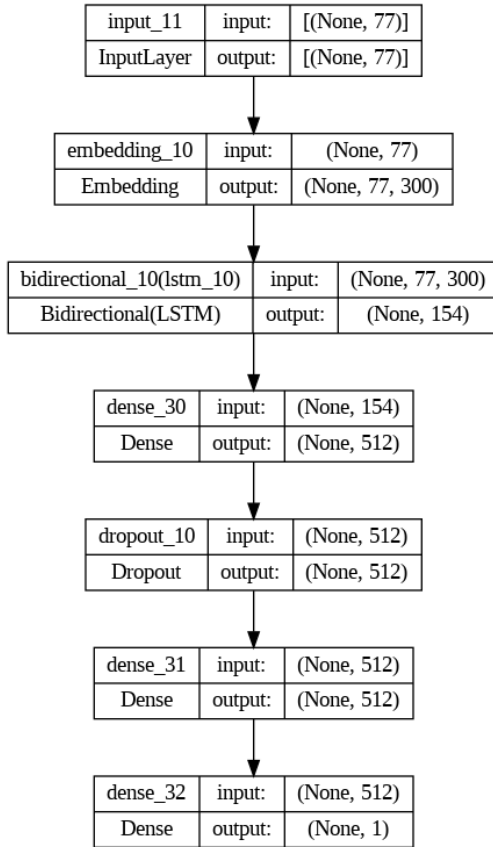 input_11 input: [(None, 77)]
InputLayer output: [(None, 77)]
embedding_10 input: (None, 77)
Embedding output: (None, 77, 300)
bidirectional_10(lstm_10) input: (None, 77, 300)
Bidirectional(LSTM) output: (None, 154)
dense_30 input: (None, 154)
Dense output: (None, 512)
dropout_10 input: (None, 512)
Dropout output: (None, 512)
dense_31 input: (None, 512)
Dense output: (None, 512)
dense_32 input: (None, 512)
Dense output: (None, 1)